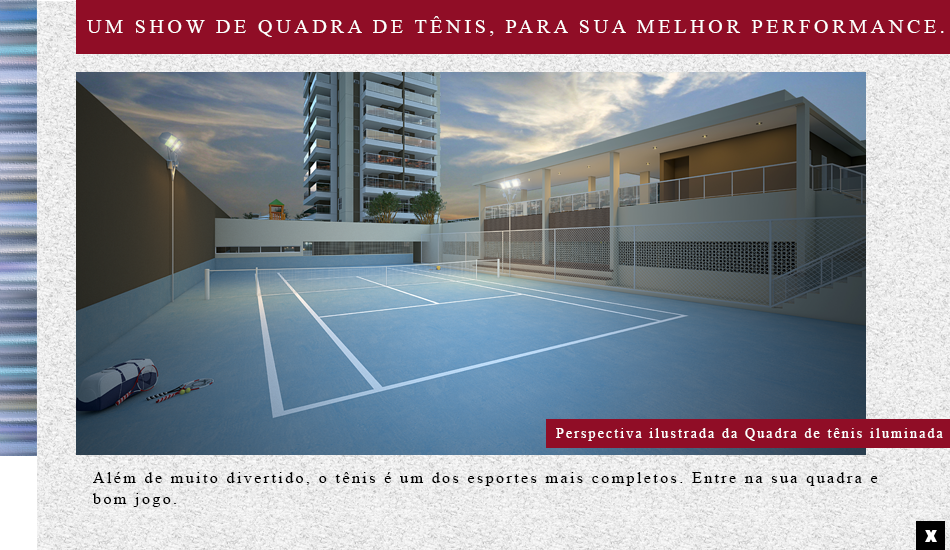 UM SHOW DE QUADRA DE TÊNIS, PARA SUA MELHOR PERFORMANCE.
Perspectiva ilustrada da Quadra de tênis iluminada
Além de muito divertido, o tênis é um dos esportes mais completos. Entre na sua quadra e
bom jogo.
X